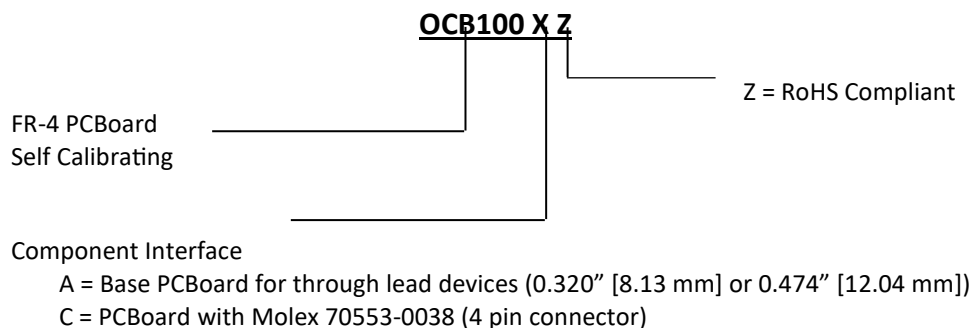 OCB100 X Z
Z = RoHS Compliant
FR-4 PCBoard
Self Calibrating
Component Interface
A = Base PCBoard for through lead devices (0.320” [8.13 mm] or 0.474” [12.04 mm])
C = PCBoard with Molex 70553-0038 (4 pin connector)